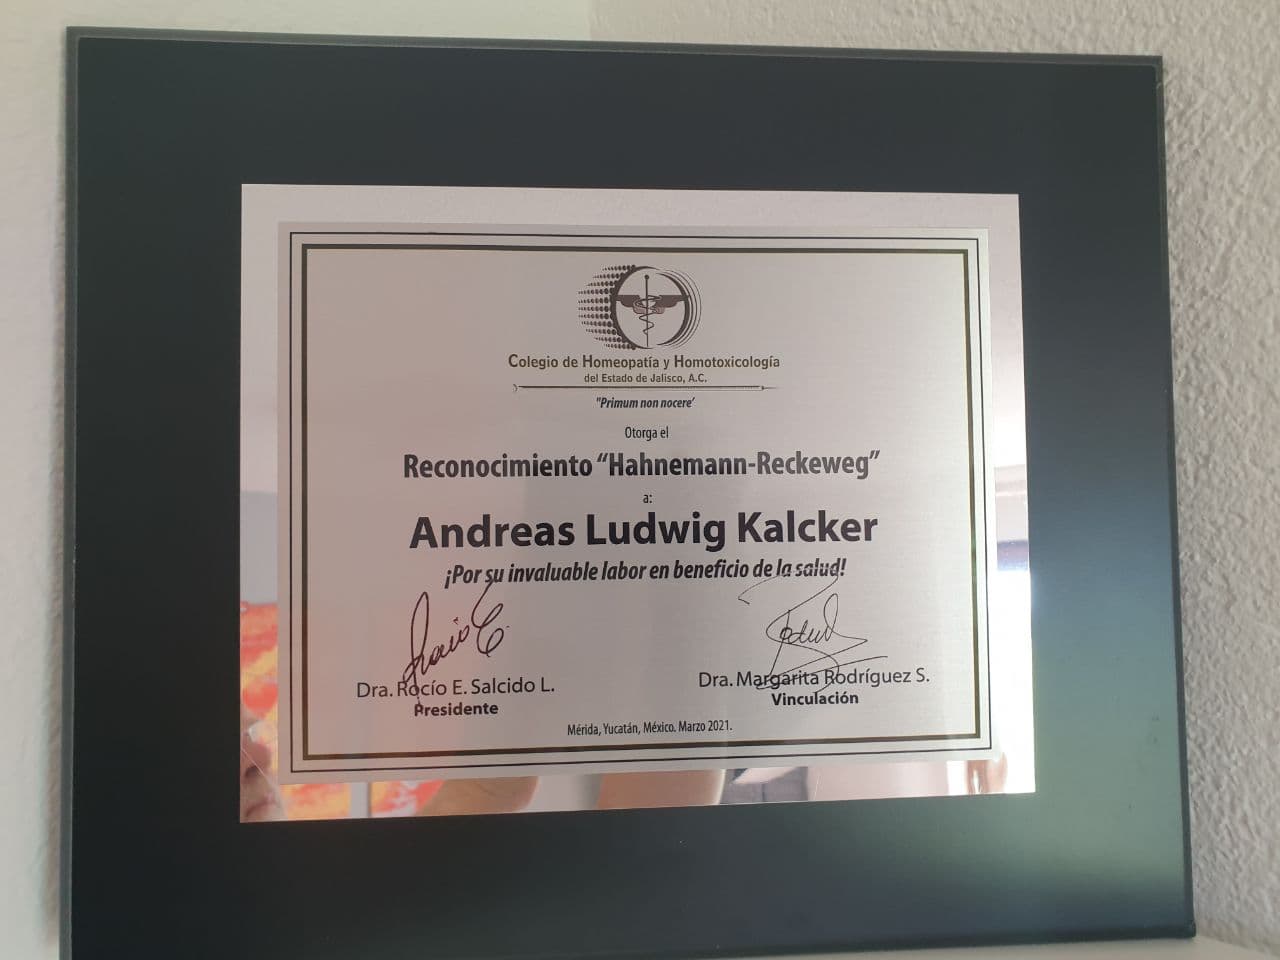 Colegio de Homeopatía y Homotoxicología
del Estado de Jalisco, A.C.
"Primum non nocere'
Otorga el
Reconocimiento “Hahnemann-Reckeweg”
a:
Andreas Ludwig Kalcker
¡Por su invaluable labor en beneficio de la salud!
Dra. Rocío E. Salcido L.
Presidente
Dra. Margarita Rodríguez S.
Vinculación
Mérida, Yucatán, México. Marzo 2021.